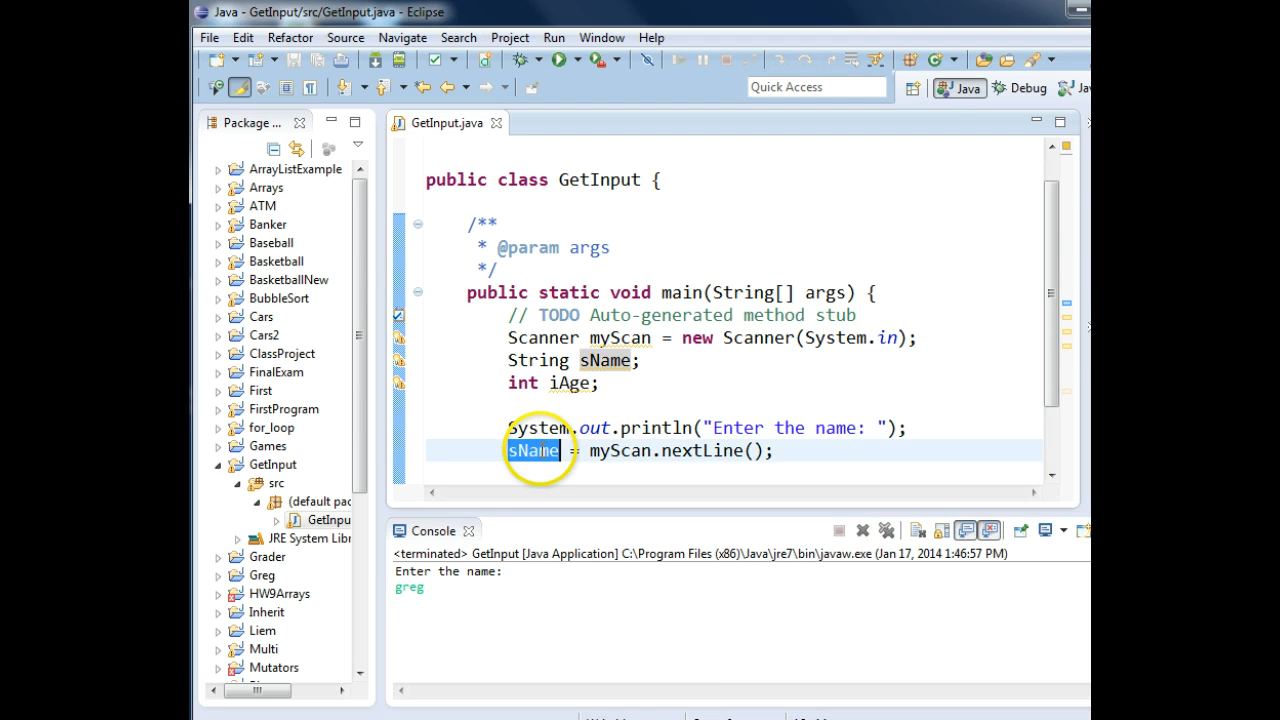 Java - GetInput/src/GetInput.java - Eclipse
File Edit Refactor Source Navigate Search Project Run Window Help
Quick Access
Java
Debug
Package ...
GetInput.java
ArrayListExample
Arrays
ATM
Banker
Baseball
Basketball
BasketballNew
BubbleSort
Cars
Cars2
ClassProject
FinalExam
First
FirstProgram
for_loop
Games
GetInput
src
(default pac
GetInpu
JRE System Libr
Grader
Greg
HW9Arrays
Inherit
Liem
Multi
Mutators
public class GetInput {
/**
* @param args
*/
public static void main(String[] args) {
// TODO Auto-generated method stub
Scanner myScan = new Scanner(System.in);
String sName;
int iAge;
System.out.println("Enter the name: ");
sName = myScan.nextLine();
Console
<terminated> GetInput [Java Application] C:\Program Files (x86)\Java\jre7\bin\javaw.exe (Jan 17, 2014 1:46:57 PM)
Enter the name:
greg